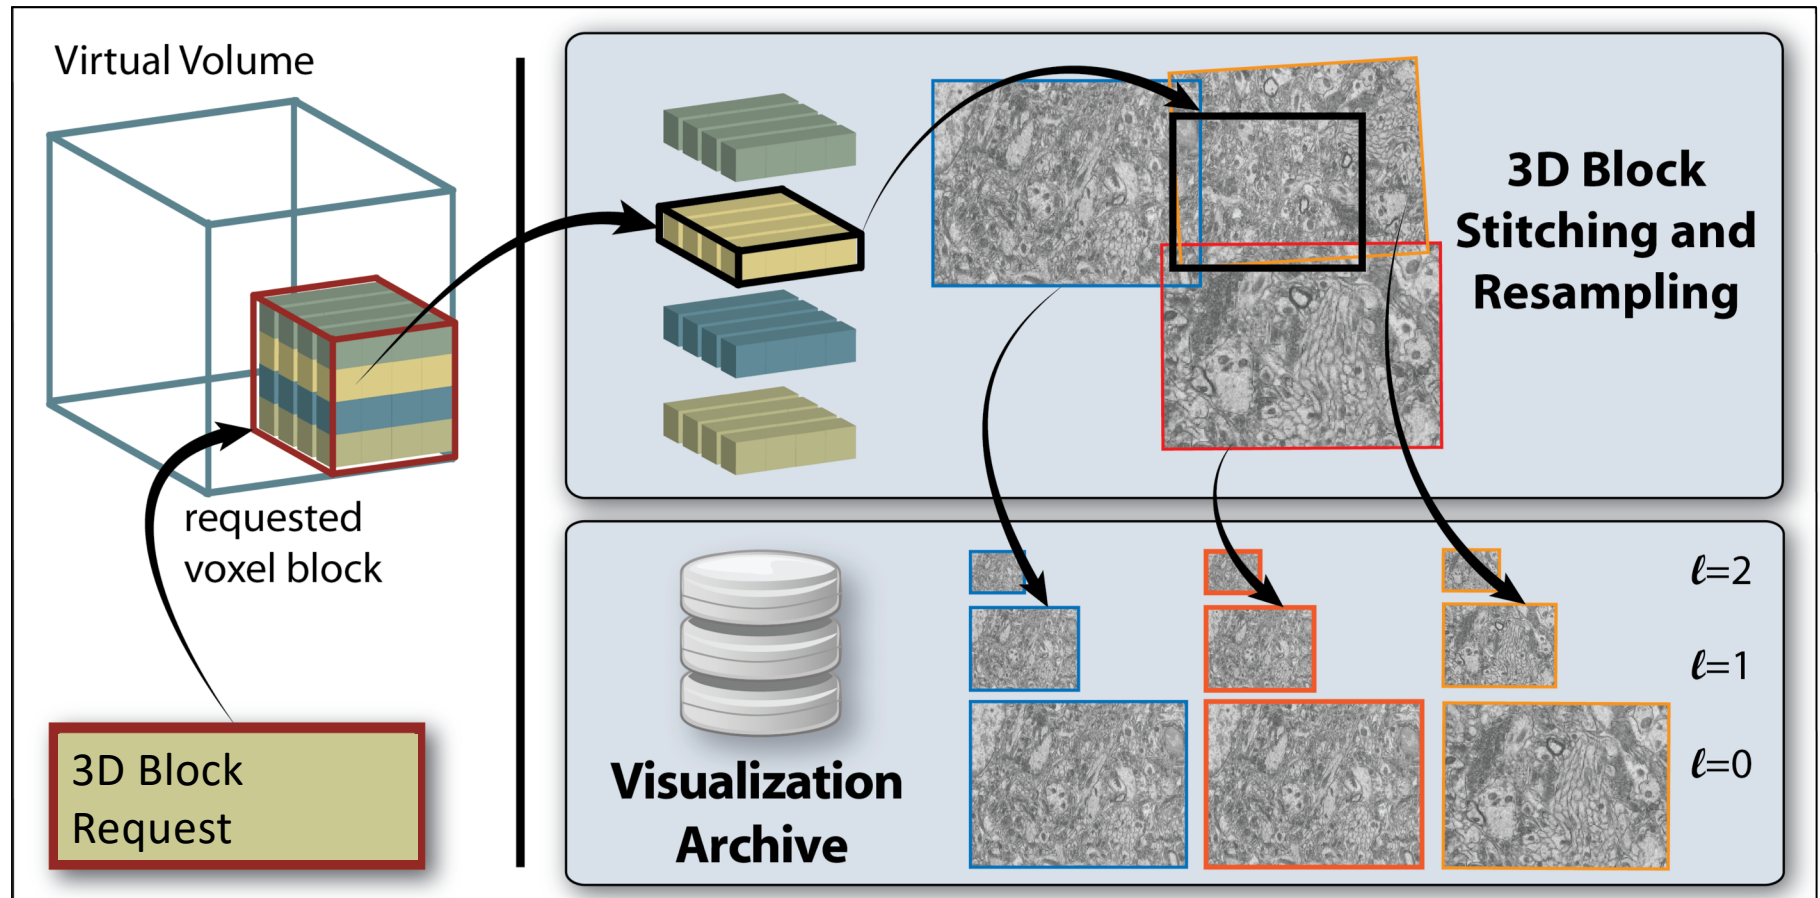 Virtual Volume
requested
voxel block
3D Block
Request
3D Block
Stitching and
Resampling
Visualization
Archive
ℓ=2
ℓ=1
ℓ=0